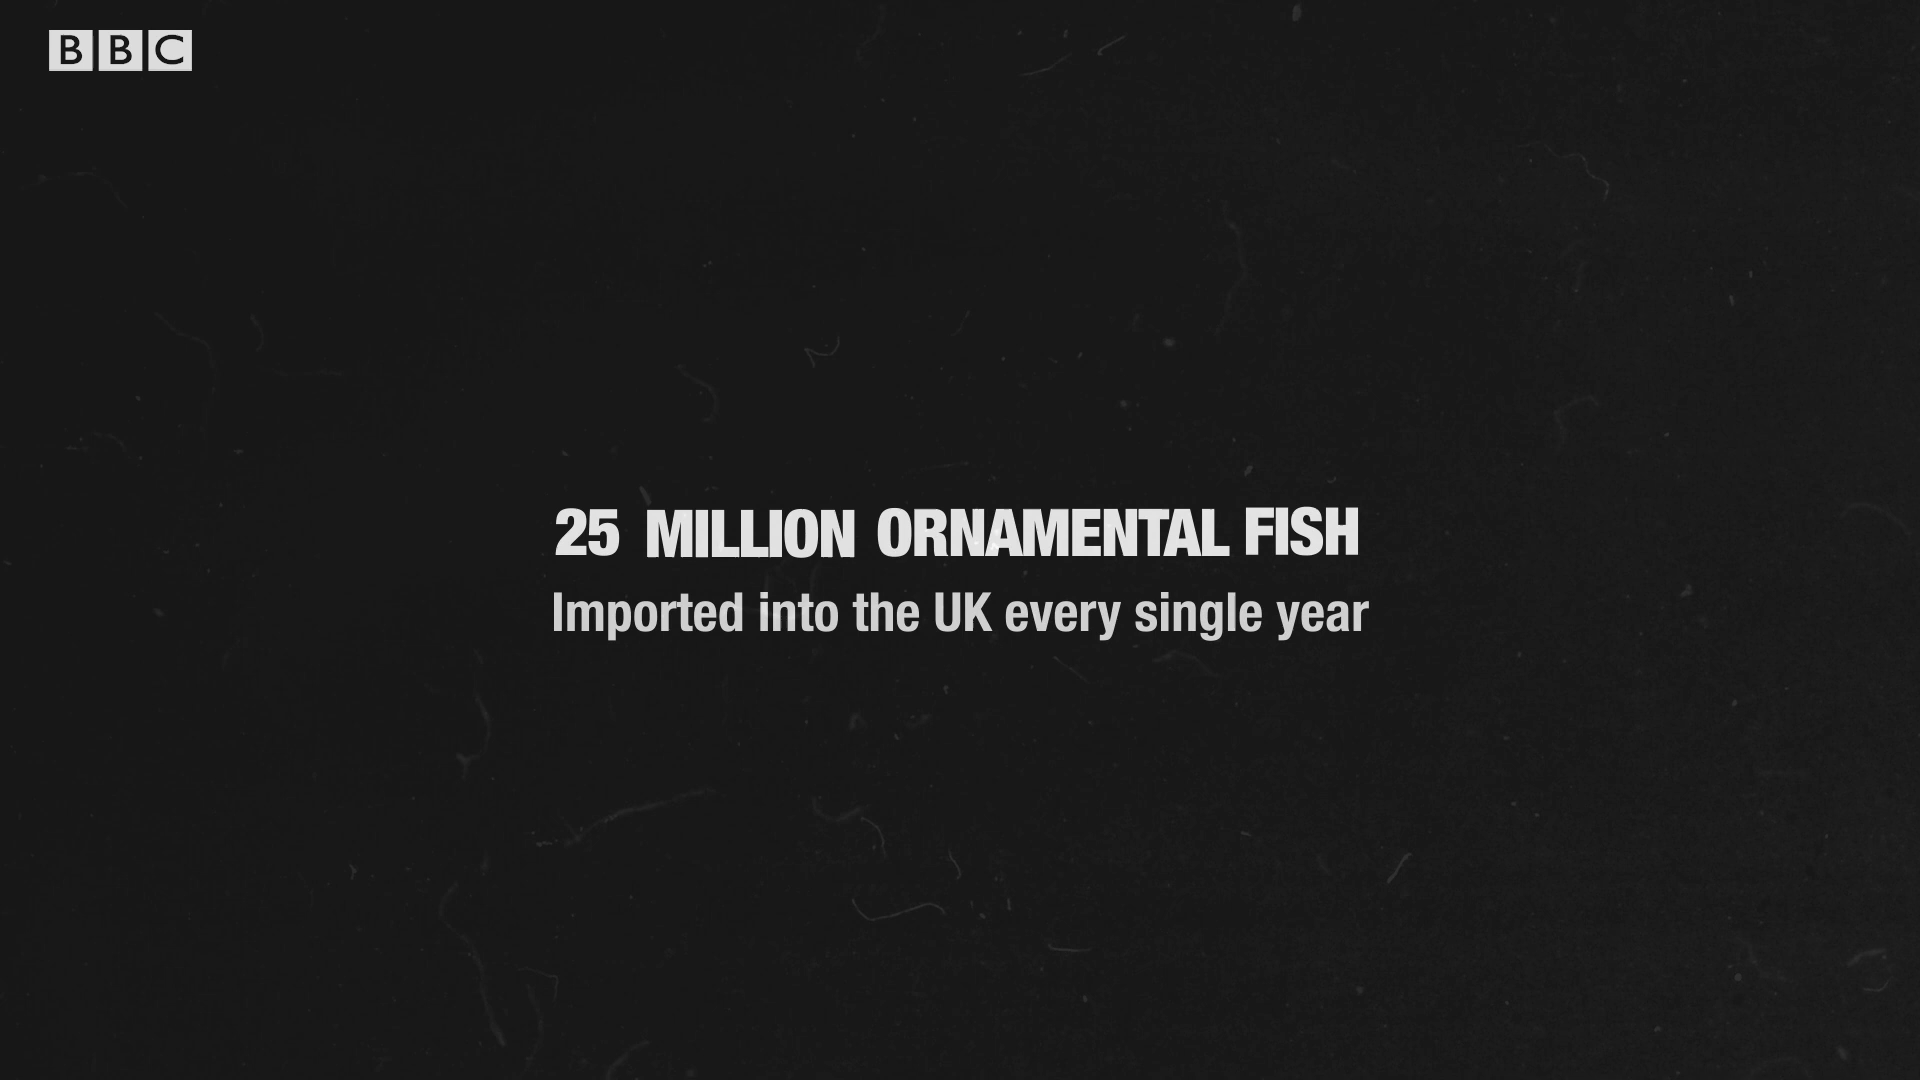 BBC
25 MILLION ORNAMENTAL FISH
Imported into the UK every single year